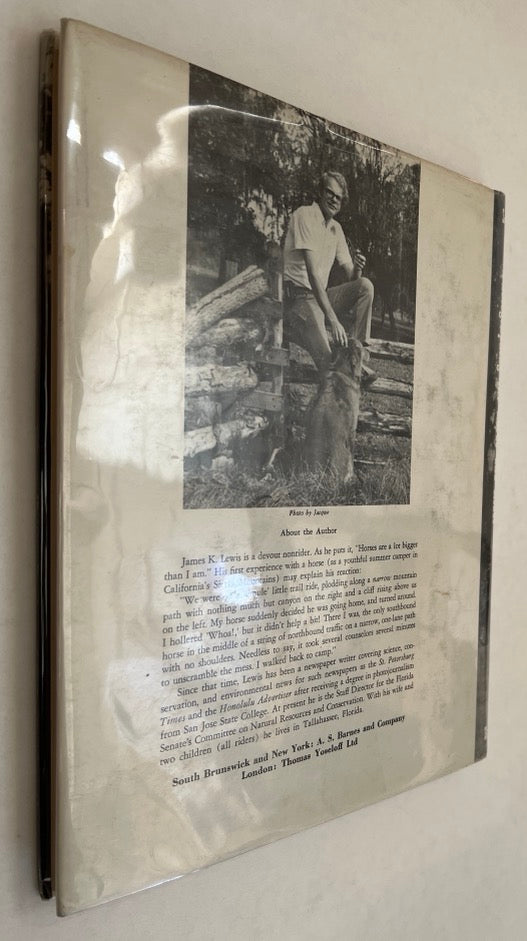 Photo by Jacque
About the Author
James K. Lewis is a devout nonrider. As he puts it, "Horses are a lot bigger
than I am." His first experience with a horse (as a youthful summer camper in
California's
may explain his reaction:
"We were little trail ride, plodding along a narrow mountain
path with nothing much but canyon on the right and a cliff rising above us
on the left. My horse suddenly decided he was going home, and turned around.
I hollered 'Whoa!,' but it didn't help a bit! There I was, the only southbound
horse in the middle of a string of northbound traffic on a narrow, one-lane path
with no shoulders. Needless to say, it took several counselors several minutes
to unscramble the mess. I walked back to camp."
Since that time, Lewis has been a newspaper writer covering science, con-
servation, and environmental news for such newspapers as the St. Petersburg
Times and the Honolulu Advertiser after receiving a degree in photojournalism
from San Jose State College. At present he is the Staff Director for the Florida
Senate's Committee on Natural Resources and Conservation. With his wife and
two children (all riders) he lives in Tallahassee, Florida.
South Brunswick and New York: A. S. Barnes and Company
London: Thomas Yoseloff Ltd